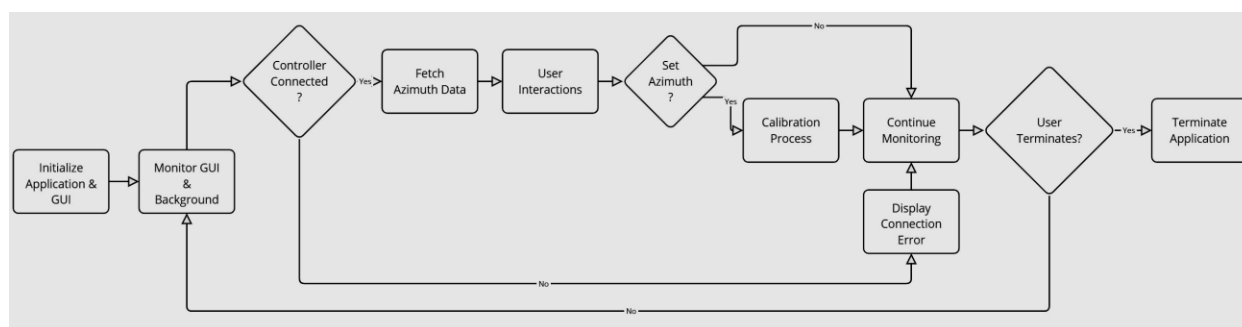 Initialize
Application &
GUI
Monitor GUI
&
Background
Controller
Connected
?
Yes
Fetch
Azimuth Data
User
Interactions
Set
Azimuth
?
No
Yes
Calibration
Process
Continue
Monitoring
Display
Connection
Error
User
Terminates?
Yes
Terminate
Application
No
No